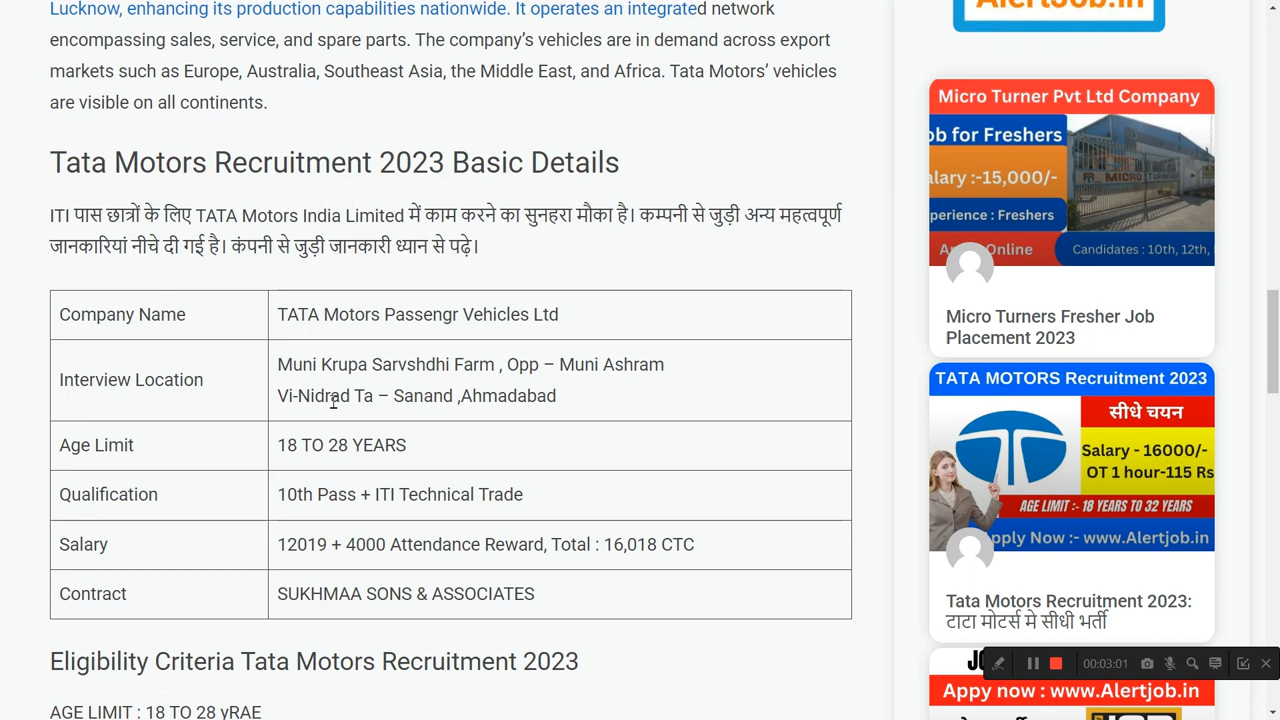 Lucknow, enhancing its production capabilities nationwide. It operates an integrated network
encompassing sales, service, and spare parts. The company's vehicles are in demand across export
markets such as Europe, Australia, Southeast Asia, the Middle East, and Africa. Tata Motors' vehicles
are visible on all continents.
Tata Motors Recruitment 2023 Basic Details
ITI पास छात्रों के लिए TATA Motors India Limited में काम करने का सुनहरा मौका है। कम्पनी से जुड़ी अन्य महत्वपूर्ण
जानकारियां नीचे दी गई है। कंपनी से जुड़ी जानकारी ध्यान से पढ़े।
Company Name TATA Motors Passengr Vehicles Ltd
Interview Location Muni Krupa Sarvshdhi Farm , Opp – Muni Ashram
Vi-Nidrad Ta – Sanand ,Ahmadabad
Age Limit 18 TO 28 YEARS
Qualification 10th Pass + ITI Technical Trade
Salary 12019 + 4000 Attendance Reward, Total : 16,018 CTC
Contract SUKHMAA SONS & ASSOCIATES
Eligibility Criteria Tata Motors Recruitment 2023
AGE LIMIT : 18 TO 28 yRAE
AlertJob.in
Micro Turner Pvt Ltd Company
ob for Freshers
alary :-15,000/-
MICRO
perience : Freshers
Online
Candidates : 10th, 12th,
Micro Turners Fresher Job
Placement 2023
TATA MOTORS Recruitment 2023
सीधे चयन
Salary - 16000/-
OT 1 hour-115 Rs
AGE LIMIT :- 18 YEARS TO 32 YEARS
pply Now :- www.Alertjob.in
Tata Motors Recruitment 2023:
टाटा मोटर्स मे सीधी भर्ती
00:03:01
Appy now : www.Alertjob.in